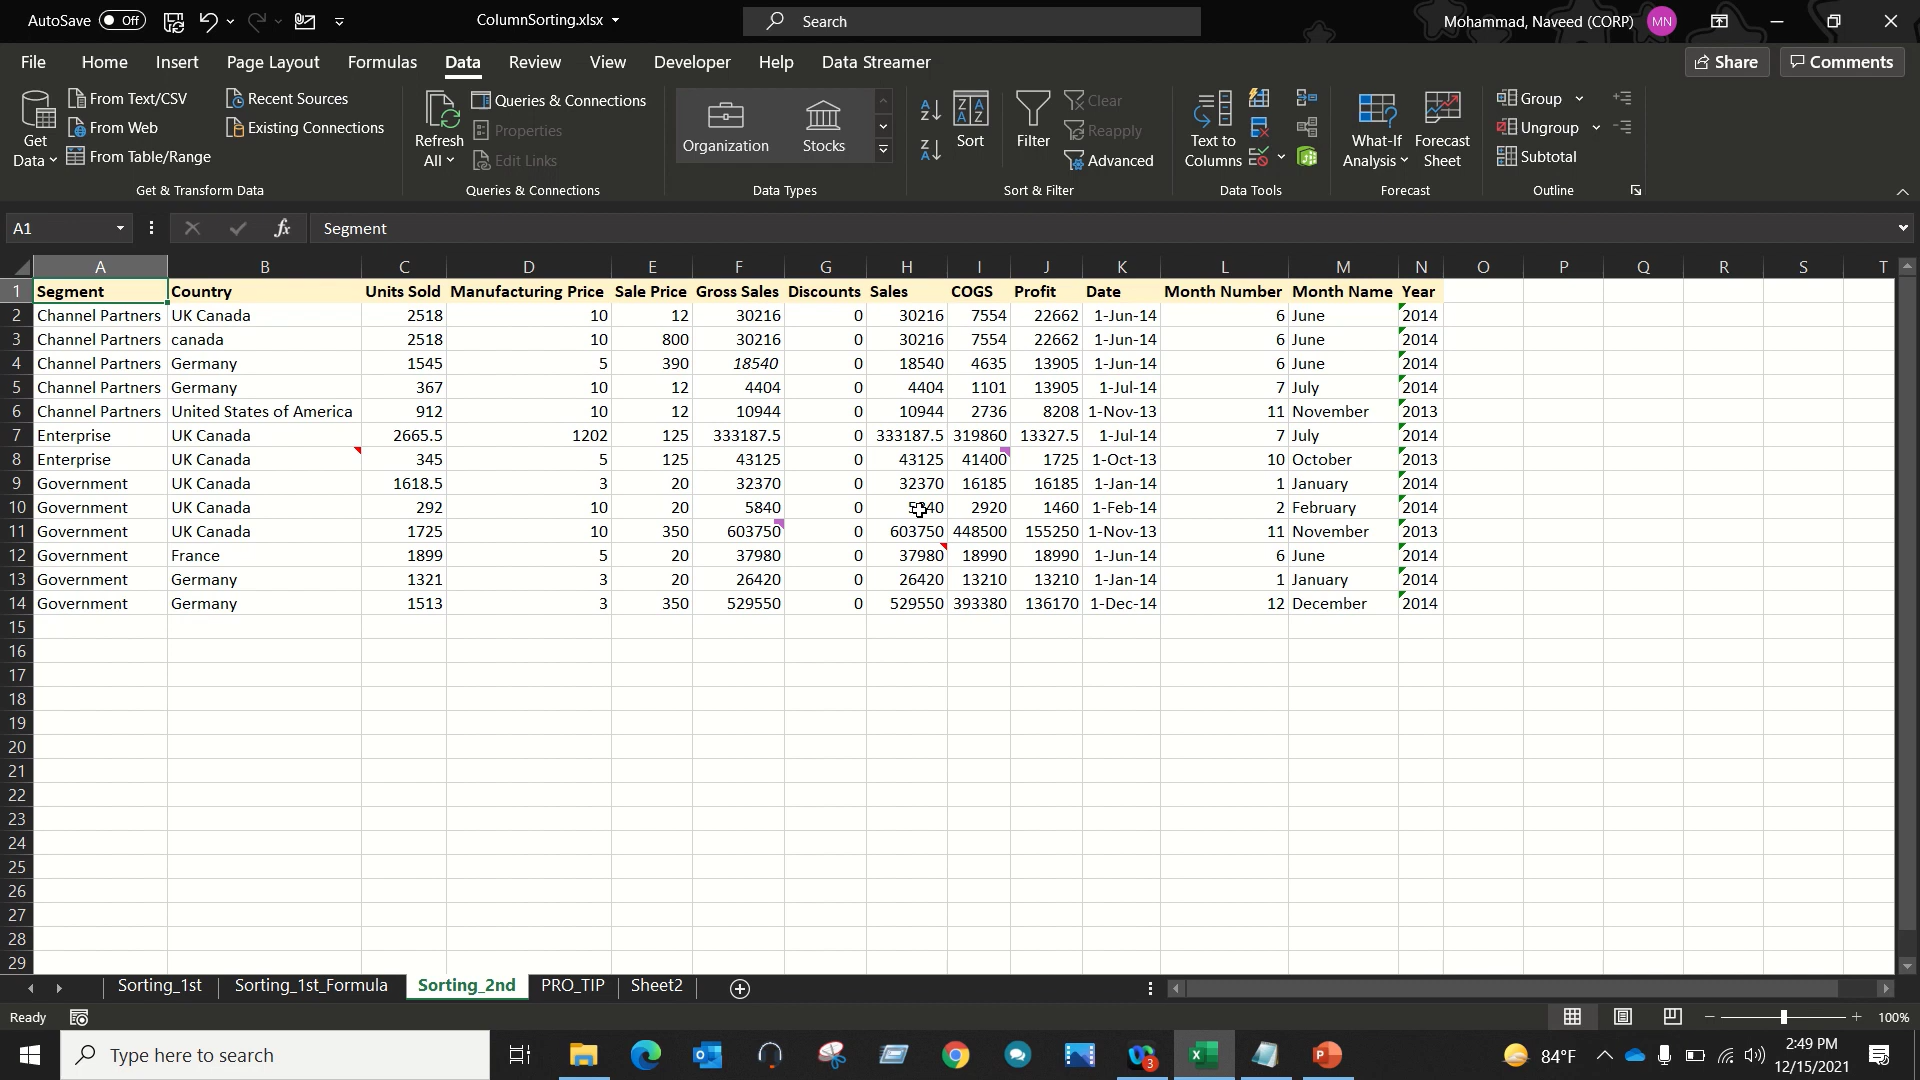 AutoSave Off ColumnSorting.xlsx Search Mohammad, Naveed (CORP) MN
File Home Insert Page Layout Formulas Data Review View Developer Help Data Streamer Share Comments
Get Data From Text/CSV From Web From Table/Range Recent Sources Existing Connections
Refresh All Queries & Connections Properties Edit Links
Organization Stocks
Sort Filter Clear Reapply Advanced
Text to Columns What-If Analysis Forecast Sheet Group Ungroup Subtotal
Get & Transform Data Queries & Connections Data Types Sort & Filter Data Tools Forecast Outline
A1 fx Segment
A B C D E F G H I J K L M N O P Q R S T
1 Segment Country Units Sold Manufacturing Price Sale Price Gross Sales Discounts Sales COGS Profit Date Month Number Month Name Year
2 Channel Partners UK Canada 2518 10 12 30216 0 30216 7554 22662 1-Jun-14 6 June 2014
3 Channel Partners canada 2518 10 800 30216 0 30216 7554 22662 1-Jun-14 6 June 2014
4 Channel Partners Germany 1545 5 390 18540 0 18540 4635 13905 1-Jun-14 6 June 2014
5 Channel Partners Germany 367 10 12 4404 0 4404 1101 13905 1-Jul-14 7 July 2014
6 Channel Partners United States of America 912 10 12 10944 0 10944 2736 8208 1-Nov-13 11 November 2013
7 Enterprise UK Canada 2665.5 1202 125 333187.5 0 333187.5 319860 13327.5 1-Jul-14 7 July 2014
8 Enterprise UK Canada 345 5 125 43125 0 43125 41400 1725 1-Oct-13 10 October 2013
9 Government UK Canada 1618.5 3 20 32370 0 32370 16185 16185 1-Jan-14 1 January 2014
10 Government UK Canada 292 10 20 5840 0 2920 1460 1-Feb-14 2 February 2014
11 Government UK Canada 1725 10 350 603750 0 603750 448500 155250 1-Nov-13 11 November 2013
12 Government France 1899 5 20 37980 0 37980 18990 18990 1-Jun-14 6 June 2014
13 Government Germany 1321 3 20 26420 0 26420 13210 13210 1-Jan-14 1 January 2014
14 Government Germany 1513 3 350 529550 0 529550 393380 136170 1-Dec-14 12 December 2014
15
16
17
18
19
20
21
22
23
24
25
26
27
28
29
Sorting_1st Sorting_1st_Formula Sorting_2nd PRO_TIP Sheet2
Ready 100%
Type here to search 3 84°F 2:49 PM
12/15/2021